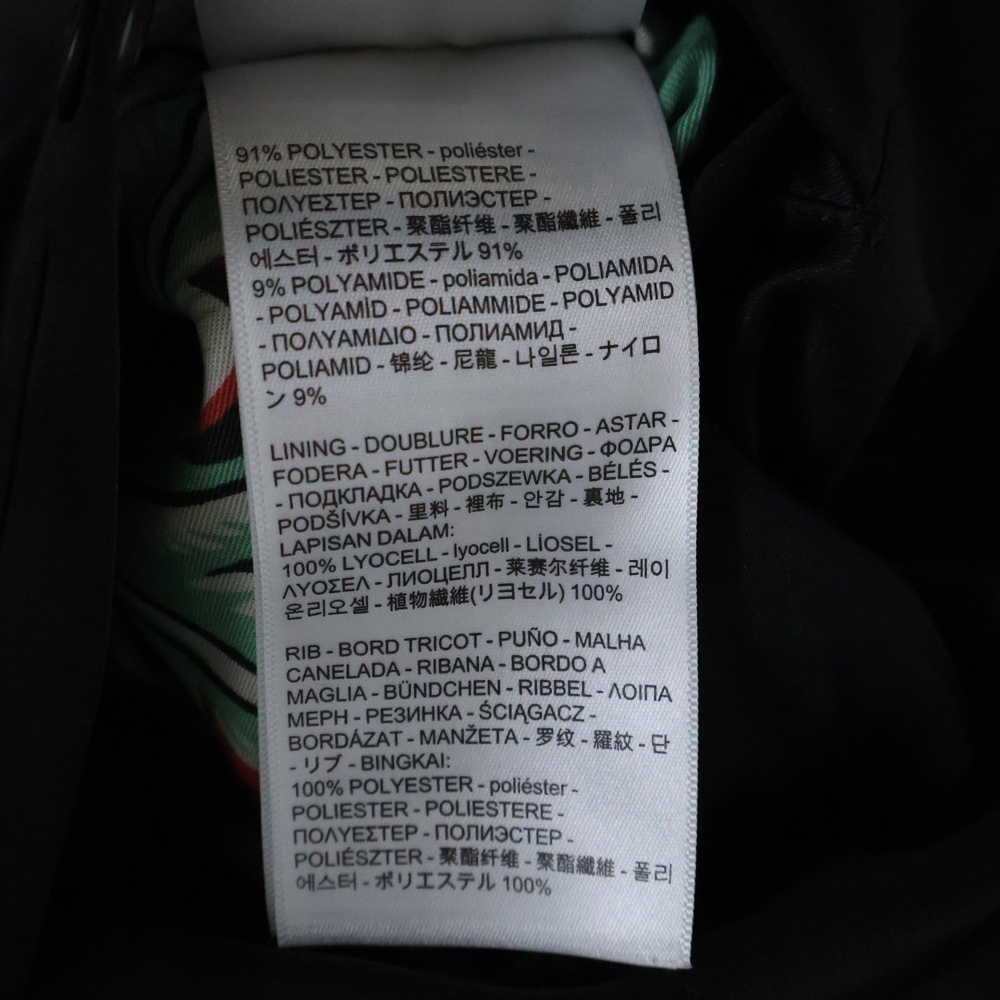 91% POLYESTER - poliéster -
POLIESTER - POLIESTERE -
ΠΟΛΥΕΣΤΕΡ - ПОЛИЭСТЕР -
POLIÉSZTER - 聚酯纤维 - 聚酯纖維 - 폴리
에스터 - ポリエステル 91%
9% POLYAMIDE - poliamida - POLIAMIDA
- POLYAMİD - POLIAMMIDE - POLYAMID
- ΠΟΛΥΑΜΙΔΙΟ - ПОЛИАМИД -
POLIAMID - 锦纶 - 尼龍 - 나일론 - ナイロ
ン 9%
LINING - DOUBLURE - FORRO - ASTAR -
FODERA - FUTTER - VOERING - ΦΟΔΡΑ
- ПОДКЛАДКА - PODSZEWKA - BÉLÉS -
PODŠÍVKA - 里料 - 裡布 - 안감 - 裏地 -
LAPISAN DALAM:
100% LYOCELL - lyocell - LİOSEL -
ΛΥΟΣΕΛ - ЛИОЦЕЛЛ - 莱赛尔纤维 - 레이
온리오셀 - 植物繊維(リヨセル) 100%
RIB - BORD TRICOT - PUÑO - MALHA
CANELADA - RIBANA - BORDO A
MAGLIA - BÜNDCHEN - RIBBEL - ΛΟΙΠΑ
ΜΕΡΗ - РЕЗИНКА - ŚCIĄGACZ -
BORDÁZAT - MANŽETA - 罗纹 - 羅紋 - 단
- リブ - BINGKAI:
100% POLYESTER - poliéster -
POLIESTER - POLIESTERE -
ΠΟΛΥΕΣΤΕΡ - ПОЛИЭСТЕР -
POLIÉSZTER - 聚酯纤维 - 聚酯纖維 - 폴리
에스터 - ポリエステル 100%